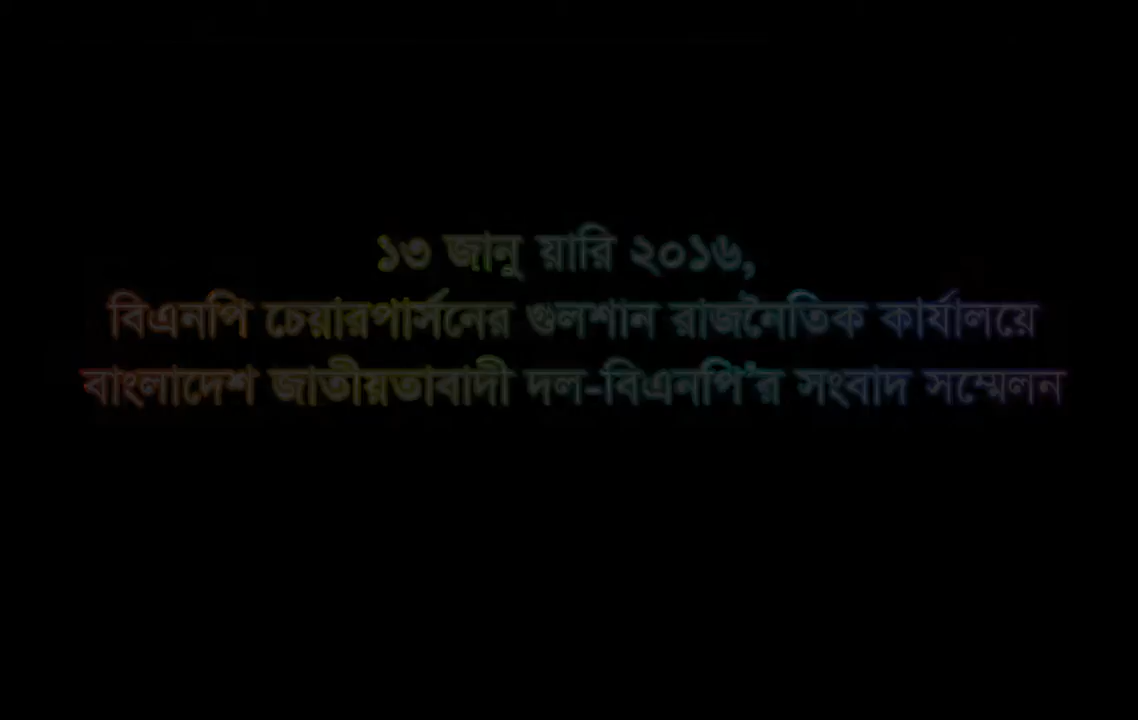 ১৩ জানু য়ারি ২০১৬,
বিএনপি চেয়ারপার্সনের গুলশান রাজনৈতিক কার্যালয়ে
বাংলাদেশ জাতীয়তাবাদী দল-বিএনপি'র সংবাদ সম্মেলন